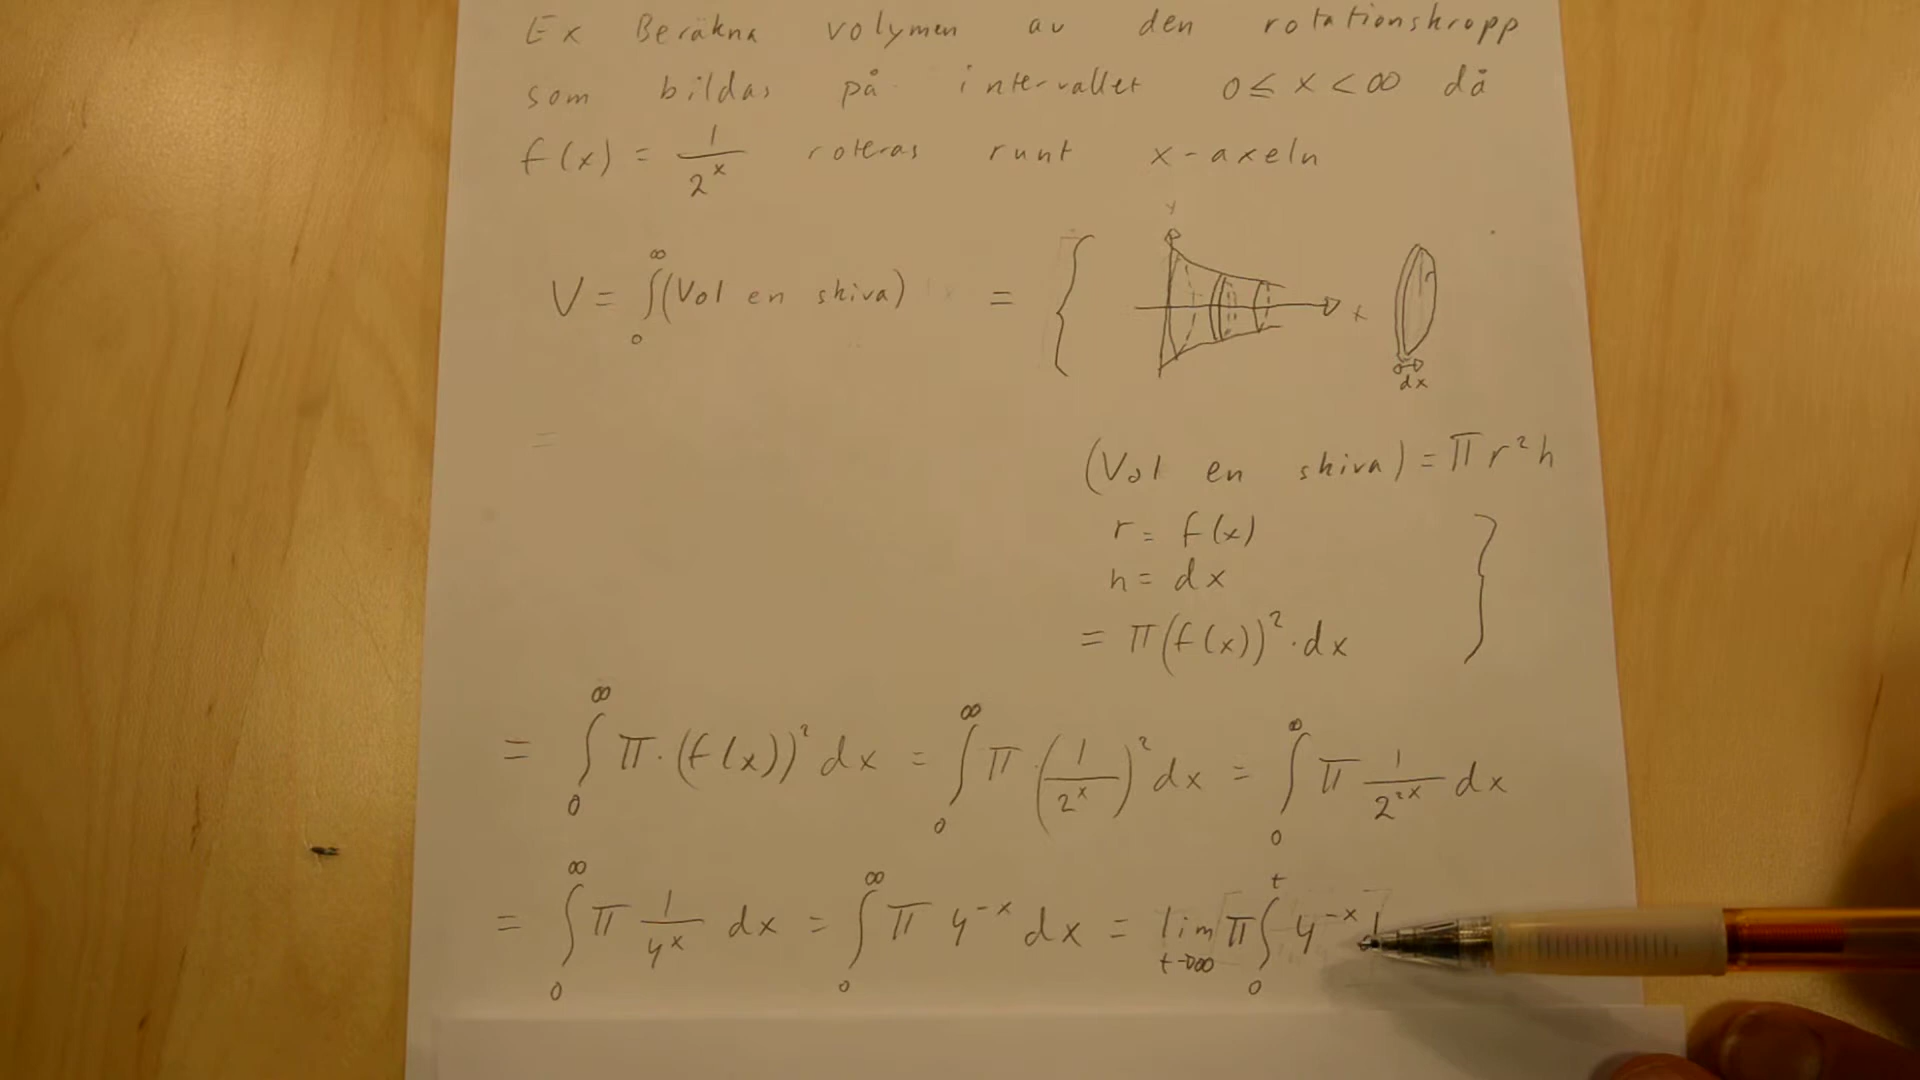 Ex Beräkna volymen av den rotationskropp
som bildas på intervallet 0 ≤ x < ∞ då
f(x) = 1/2^x roteras runt x-axeln
V = ∫_0^∞ (Vol en skiva) = {
y
x
dx
=
(Vol en skiva) = π r² h
r = f(x)
h = dx }
= π(f(x))² · dx
= ∫_0^∞ π · (f(x))² dx = ∫_0^∞ π · (1/2^x)² dx = ∫_0^∞ π 1/2^{2x} dx
= ∫_0^∞ π 1/4^x dx = ∫_0^∞ π 4^{-x} dx = lim_{t→∞} π ∫_0^t 4^{-x} d